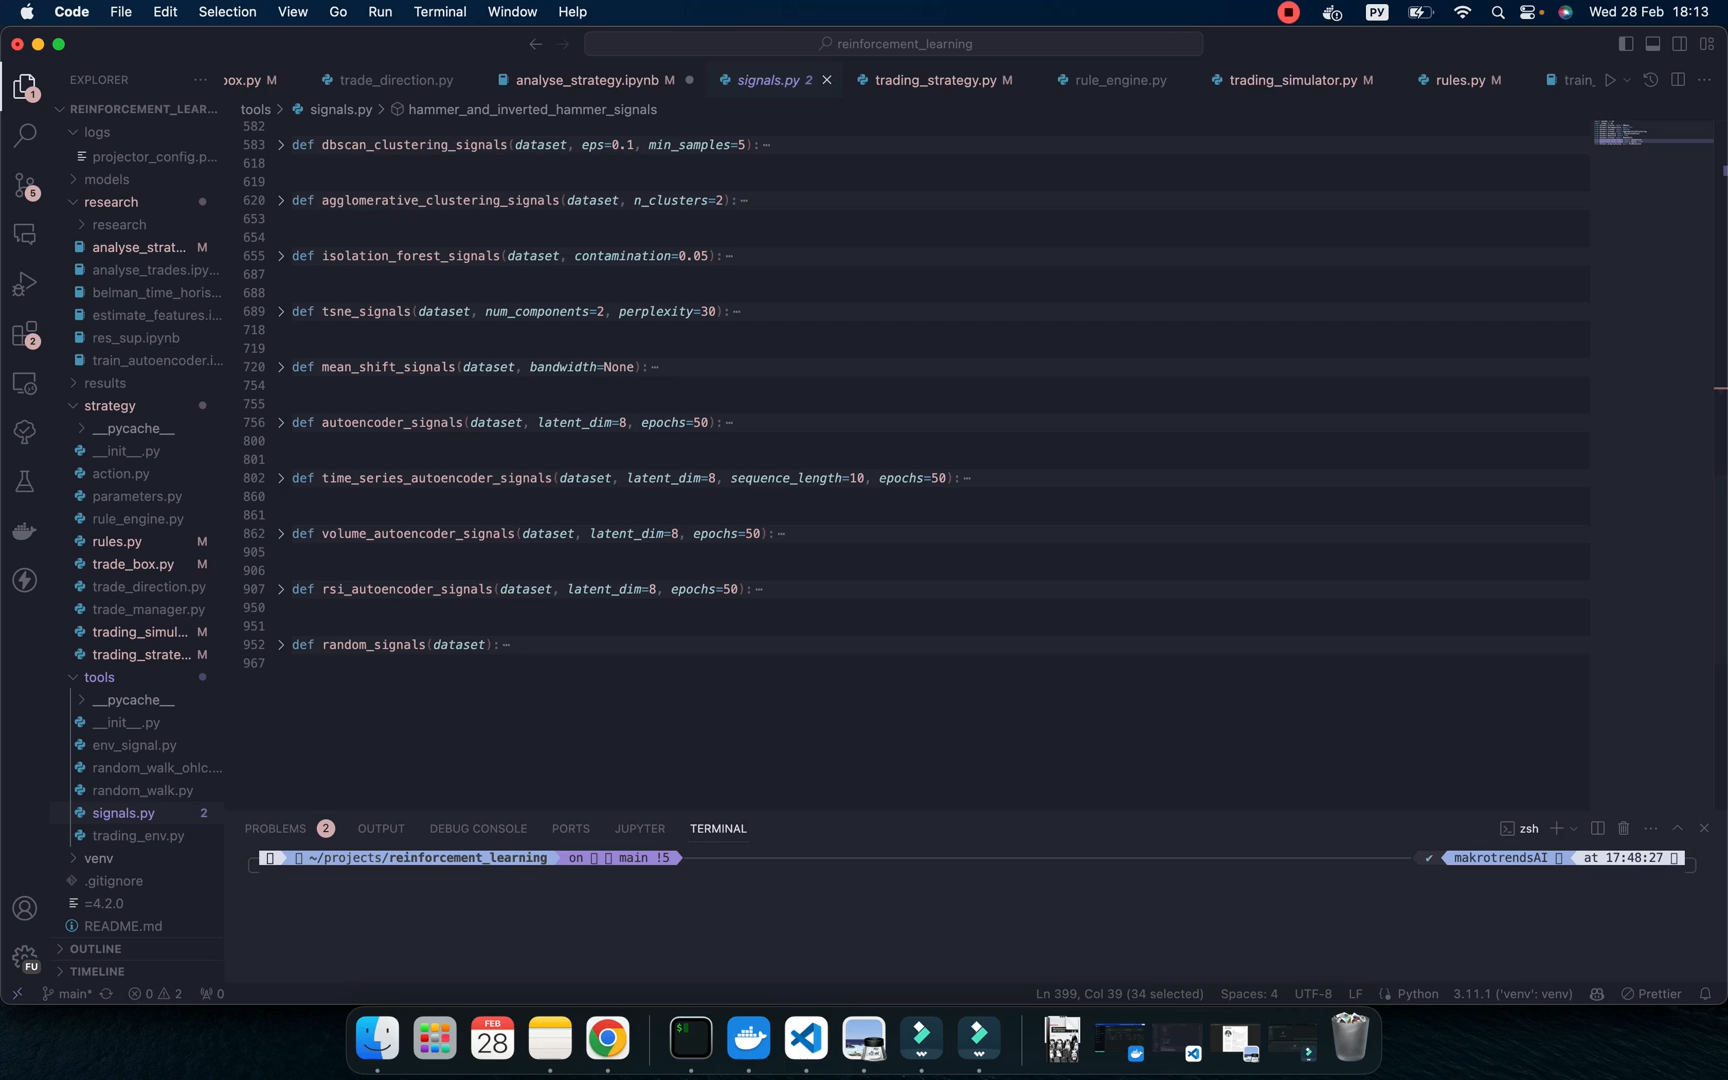 Code File Edit Selection View Go Run Terminal Window Help РУ Wed 28 Feb 18:13
reinforcement_learning
EXPLORER
box.py M trade_direction.py analyse_strategy.ipynb M signals.py 2 trading_strategy.py M rule_engine.py trading_simulator.py M rules.py M train_
tools > signals.py > hammer_and_inverted_hammer_signals
1
5
2
FU
REINFORCEMENT_LEAR...
logs
projector_config.p...
models
research
research
analyse_strat... M
analyse_trades.ipy...
belman_time_horis...
estimate_features.i...
res_sup.ipynb
train_autoencoder.i...
results
strategy
__pycache__
__init__.py
action.py
parameters.py
rule_engine.py
rules.py M
trade_box.py M
trade_direction.py
trade_manager.py
trading_simul... M
trading_strate... M
tools
__pycache__
__init__.py
env_signal.py
random_walk_ohlc....
random_walk.py
signals.py 2
trading_env.py
venv
.gitignore
=4.2.0
README.md
OUTLINE
TIMELINE
582
583 > def dbscan_clustering_signals(dataset, eps=0.1, min_samples=5):⋯
618
619
620 > def agglomerative_clustering_signals(dataset, n_clusters=2):⋯
653
654
655 > def isolation_forest_signals(dataset, contamination=0.05):⋯
687
688
689 > def tsne_signals(dataset, num_components=2, perplexity=30):⋯
718
719
720 > def mean_shift_signals(dataset, bandwidth=None):⋯
754
755
756 > def autoencoder_signals(dataset, latent_dim=8, epochs=50):⋯
800
801
802 > def time_series_autoencoder_signals(dataset, latent_dim=8, sequence_length=10, epochs=50):⋯
860
861
862 > def volume_autoencoder_signals(dataset, latent_dim=8, epochs=50):⋯
905
906
907 > def rsi_autoencoder_signals(dataset, latent_dim=8, epochs=50):⋯
950
951
952 > def random_signals(dataset):⋯
967
PROBLEMS 2 OUTPUT DEBUG CONSOLE PORTS JUPYTER TERMINAL zsh
~/projects/reinforcement_learning on main !5 ✔ makrotrendsAI at 17:48:27
main* 0 2 0 Ln 399, Col 39 (34 selected) Spaces: 4 UTF-8 LF Python 3.11.1 ('venv': venv) Prettier
FEB
28
$